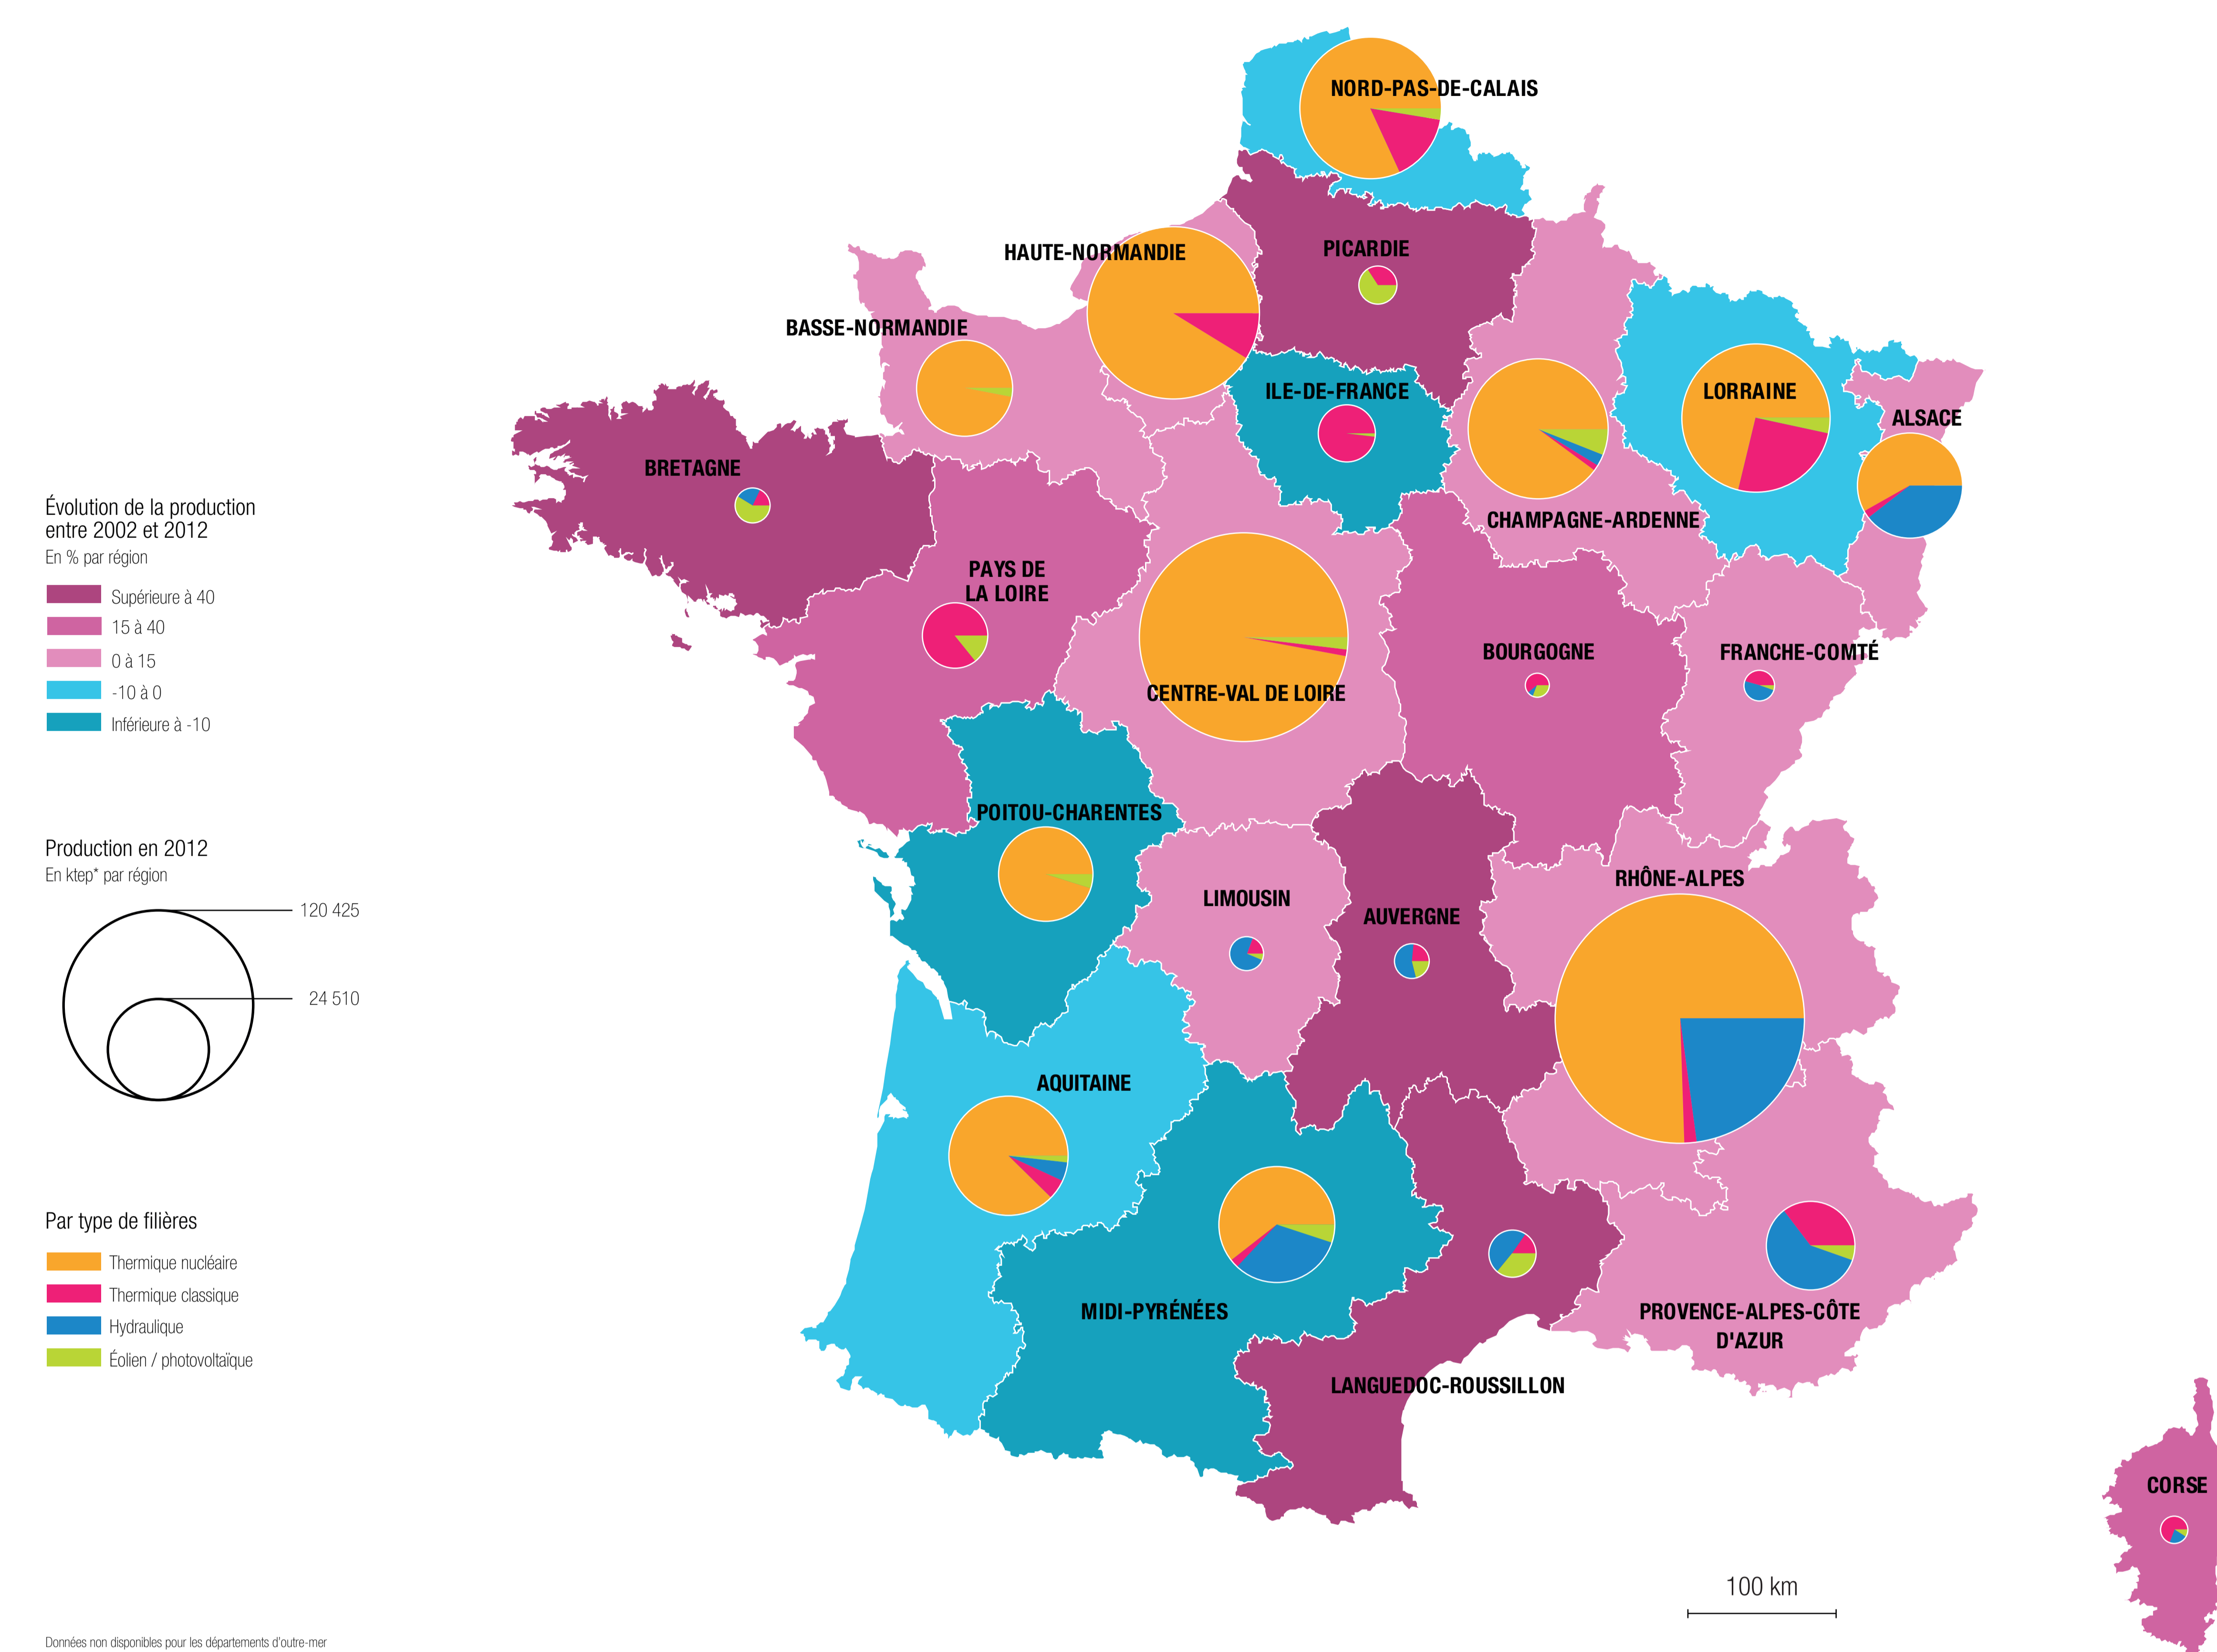 NORD-PAS-DE-CALAIS
HAUTE-NORMANDIE
PICARDIE
BASSE-NORMANDIE
ILE-DE-FRANCE
LORRAINE
ALSACE
BRETAGNE
CHAMPAGNE-ARDENNE
PAYS DE
LA LOIRE
BOURGOGNE
FRANCHE-COMTÉ
CENTRE-VAL DE LOIRE
POITOU-CHARENTES
RHÔNE-ALPES
LIMOUSIN
AUVERGNE
AQUITAINE
MIDI-PYRÉNÉES
PROVENCE-ALPES-CÔTE
D'AZUR
LANGUEDOC-ROUSSILLON
CORSE
100 km
Évolution de la production
entre 2002 et 2012
En % par région
Supérieure à 40
15 à 40
0 à 15
-10 à 0
Inférieure à -10
Production en 2012
En ktep* par région
120 425
24 510
Par type de filières
Thermique nucléaire
Thermique classique
Hydraulique
Éolien / photovoltaïque
Données non disponibles pour les départements d'outre-mer